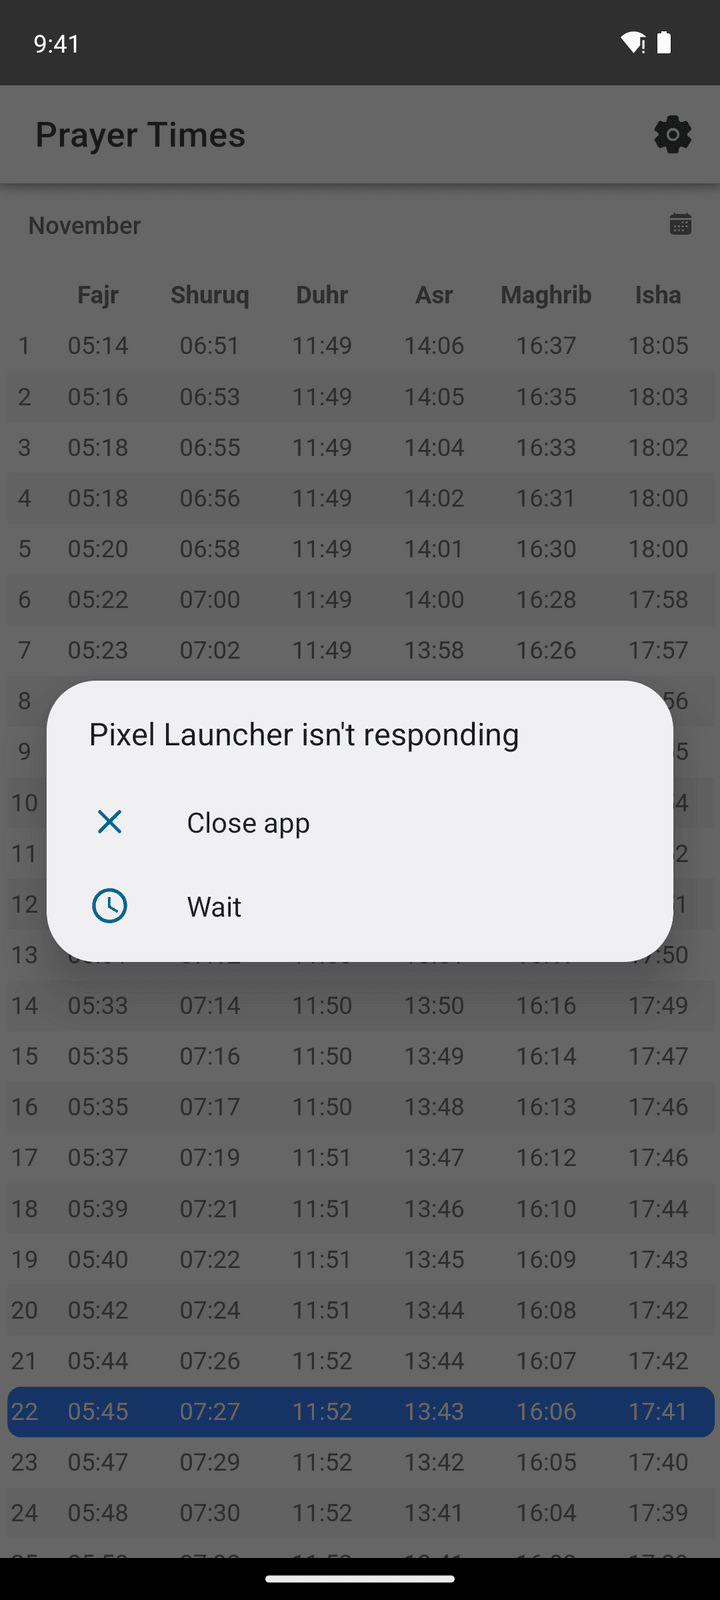 9:41
Prayer Times
November
Fajr Shuruq Duhr Asr Maghrib Isha
1 05:14 06:51 11:49 14:06 16:37 18:05
2 05:16 06:53 11:49 14:05 16:35 18:03
3 05:18 06:55 11:49 14:04 16:33 18:02
4 05:18 06:56 11:49 14:02 16:31 18:00
5 05:20 06:58 11:49 14:01 16:30 18:00
6 05:22 07:00 11:49 14:00 16:28 17:58
7 05:23 07:02 11:49 13:58 16:26 17:57
8
Pixel Launcher isn't responding
9
10
Close app
11
12
Wait
13
14 05:33 07:14 11:50 13:50 16:16 17:49
15 05:35 07:16 11:50 13:49 16:14 17:47
16 05:35 07:17 11:50 13:48 16:13 17:46
17 05:37 07:19 11:51 13:47 16:12 17:46
18 05:39 07:21 11:51 13:46 16:10 17:44
19 05:40 07:22 11:51 13:45 16:09 17:43
20 05:42 07:24 11:51 13:44 16:08 17:42
21 05:44 07:26 11:52 13:44 16:07 17:42
22 05:45 07:27 11:52 13:43 16:06 17:41
23 05:47 07:29 11:52 13:42 16:05 17:40
24 05:48 07:30 11:52 13:41 16:04 17:39